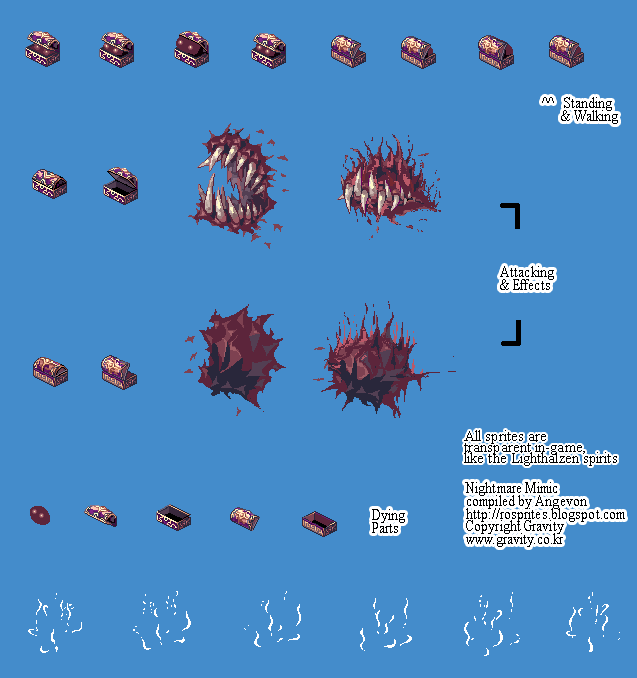 ^^ Standing
& Walking
Attacking
& Effects
All sprites are
transparent in-game,
like the Lighthalzen spirits
Nightmare Mimic
compiled by Angevon
http://rosprites.blogspot.com
Copyright Gravity
www.gravity.co.kr
Dying
Parts